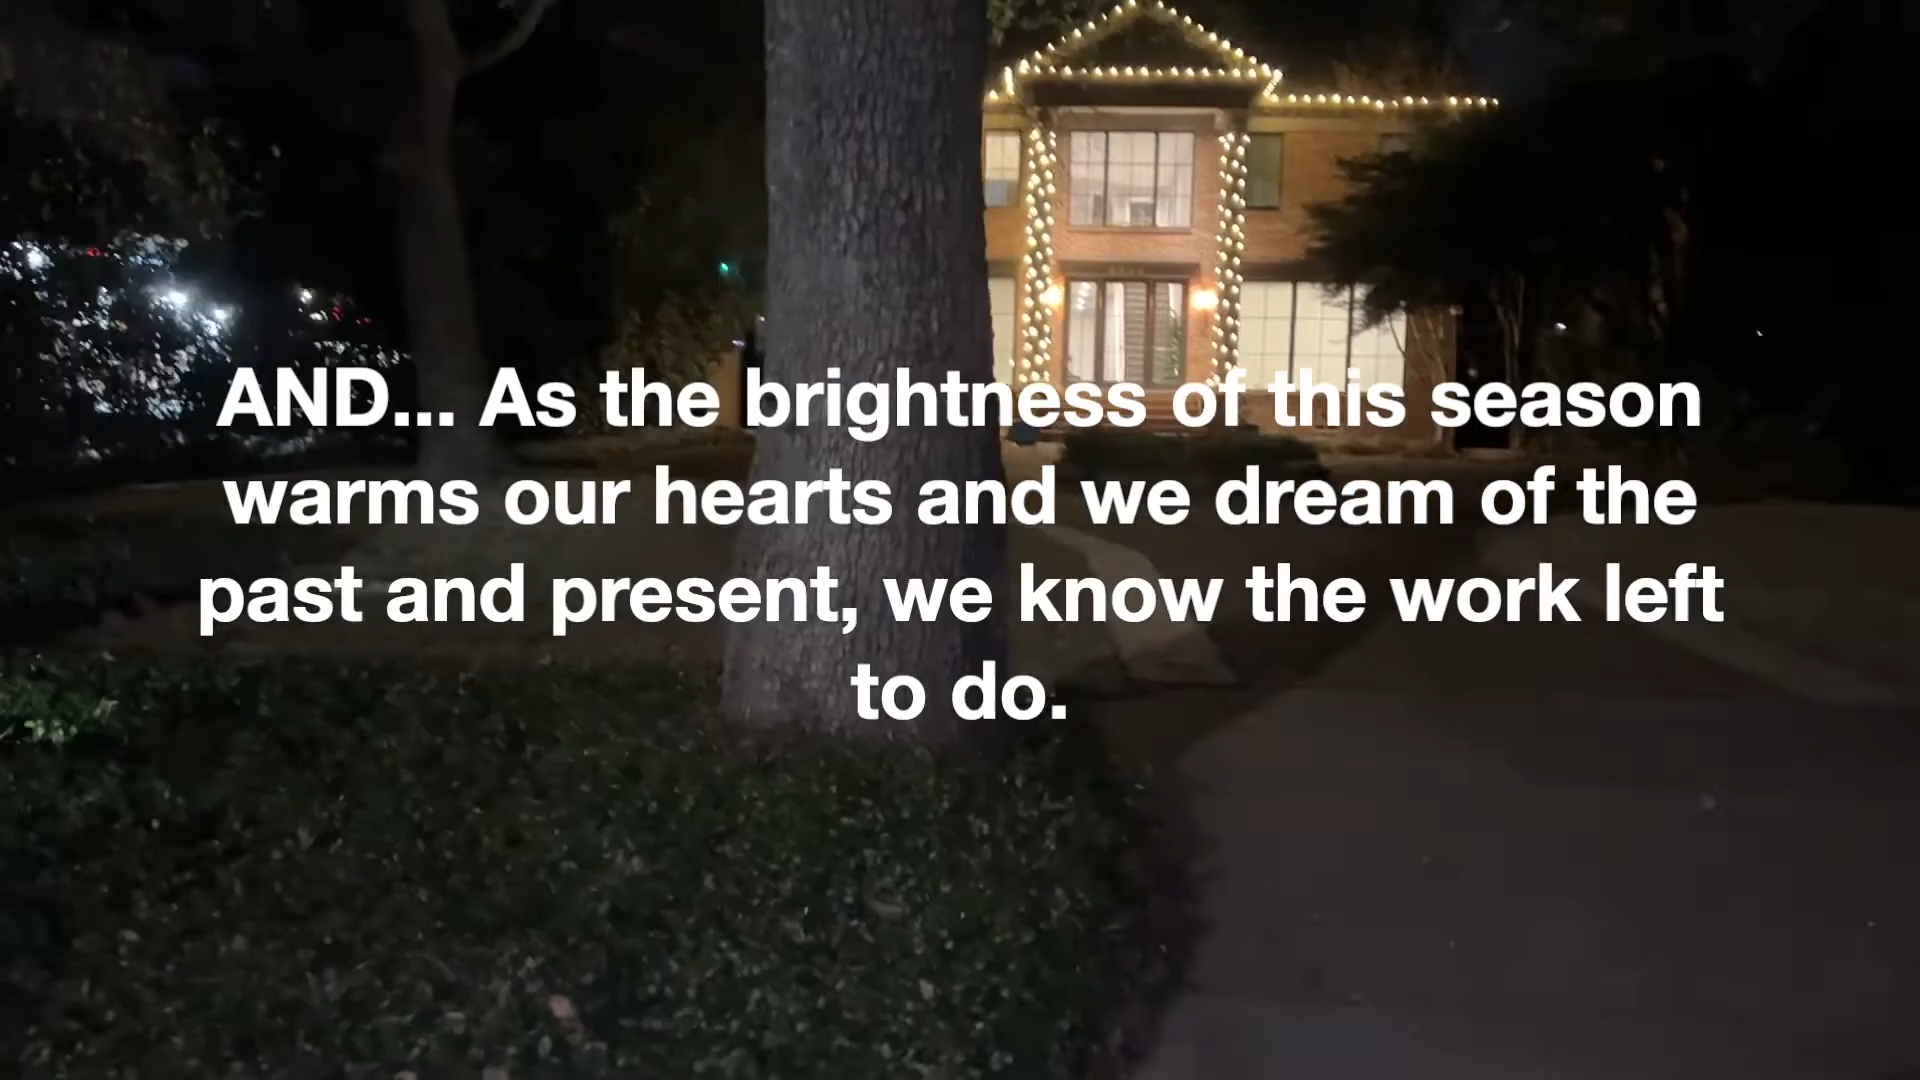 AND... As the brightness of this season
warms our hearts and we dream of the
past and present, we know the work left
to do.